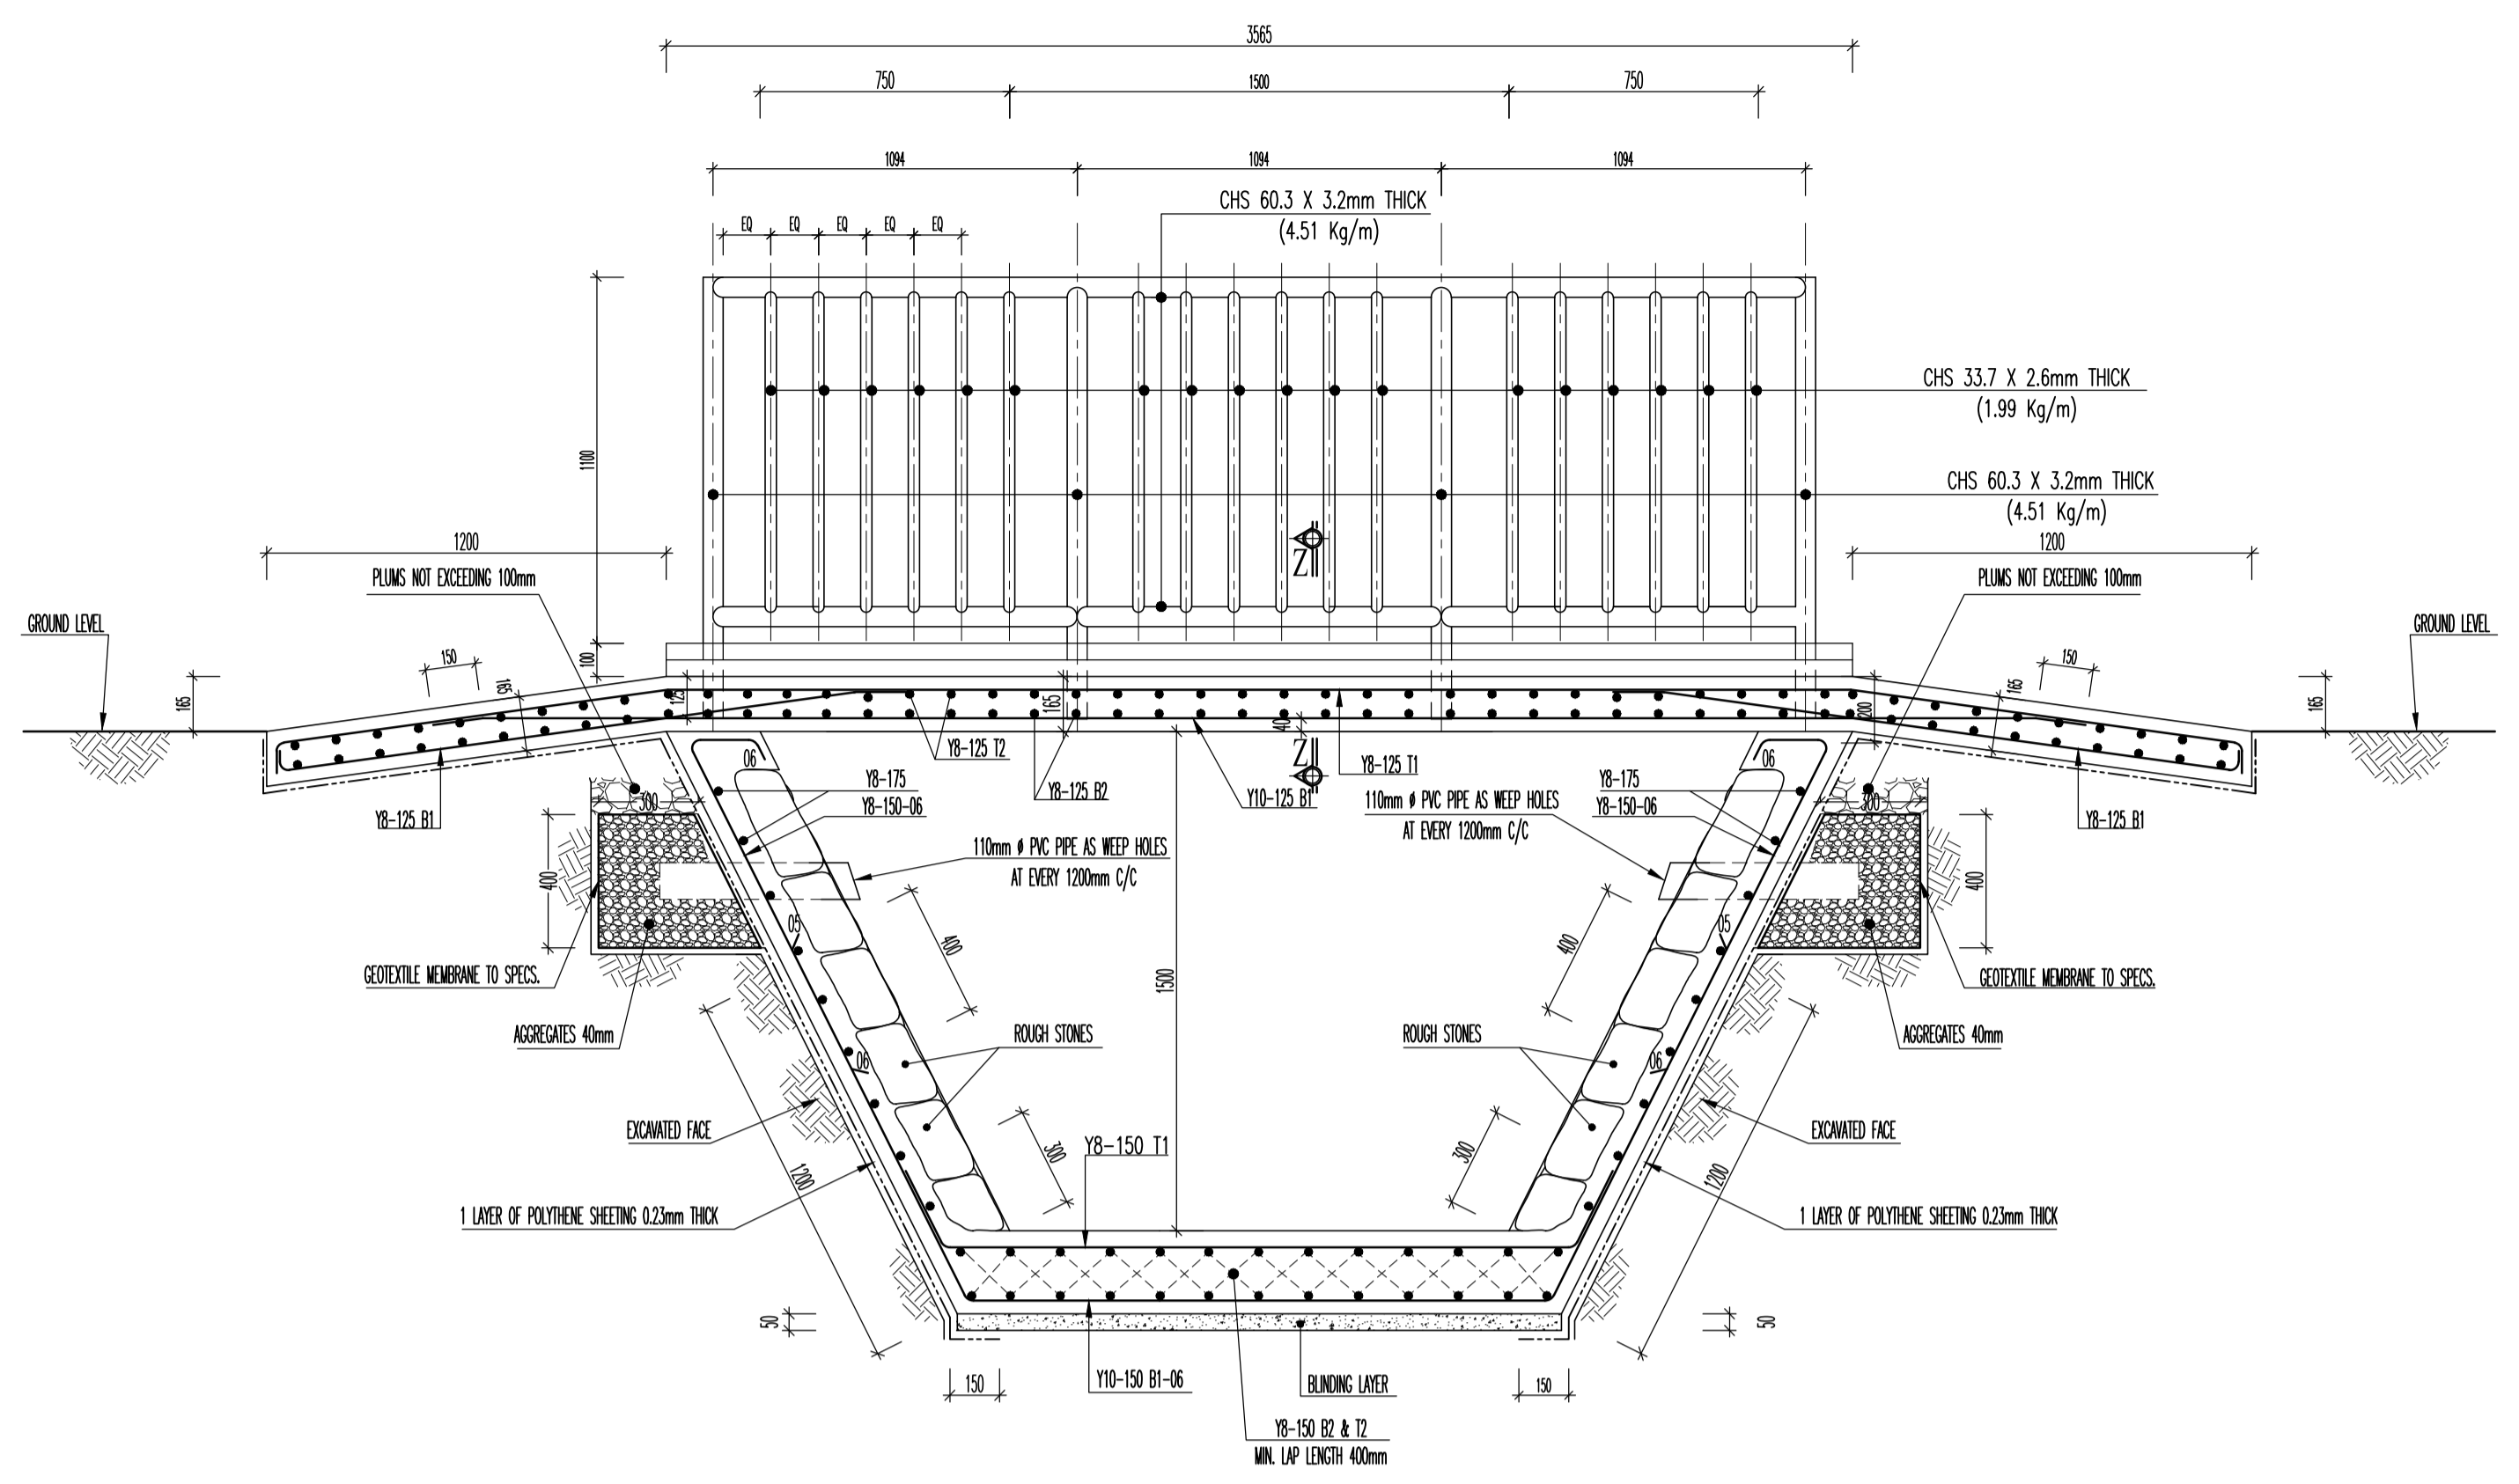 3565
750
1500
750
1094
1094
1094
CHS 60.3 X 3.2mm THICK
(4.51 Kg/m)
EQ EQ EQ EQ EQ
CHS 33.7 X 2.6mm THICK
(1.99 Kg/m)
1100
CHS 60.3 X 3.2mm THICK
(4.51 Kg/m)
1200
1200
PLUMS NOT EXCEEDING 100mm
Z
PLUMS NOT EXCEEDING 100mm
GROUND LEVEL
GROUND LEVEL
150
100
150
165
165
125
165
40
200
165
165
Y8-125 T2
Z
Y8-125 T1
06
06
Y8-175
Y8-125 B2
Y10-125 B1
Y8-175
300
Y8-150-06
110mm ø PVC PIPE AS WEEP HOLES
AT EVERY 1200mm C/C
Y8-150-06
300
Y8-125 B1
Y8-125 B1
110mm ø PVC PIPE AS WEEP HOLES
AT EVERY 1200mm C/C
400
400
05
05
400
400
GEOTEXTILE MEMBRANE TO SPECS.
1500
GEOTEXTILE MEMBRANE TO SPECS.
AGGREGATES 40mm
ROUGH STONES
ROUGH STONES
AGGREGATES 40mm
06
06
EXCAVATED FACE
EXCAVATED FACE
300
Y8-150 T1
300
1200
1200
1 LAYER OF POLYTHENE SHEETING 0.23mm THICK
1 LAYER OF POLYTHENE SHEETING 0.23mm THICK
50
50
150
Y10-150 B1-06
BLINDING LAYER
150
Y8-150 B2 & T2
MIN. LAP LENGTH 400mm